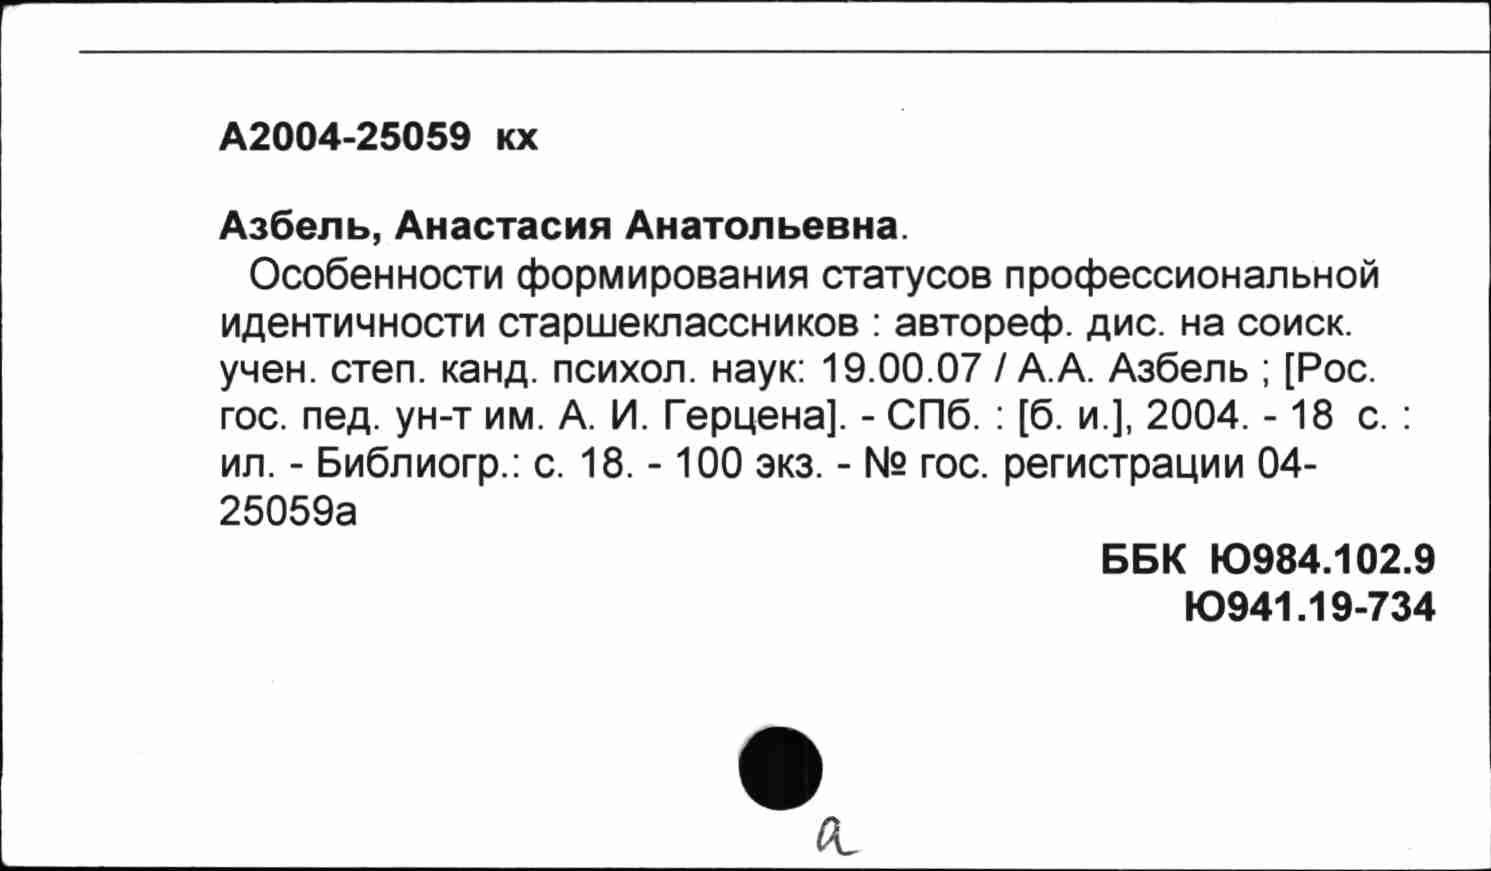 А2004-25059 кх
Азбель, Анастасия Анатольевна.
Особенности формирования статусов профессиональной
идентичности старшеклассников : автореф. дис. на соиск.
учен. степ. канд. психол. наук: 19.00.07 / А.А. Азбель ; [Рос.
гос. пед. ун-т им. А. И. Герцена]. - СПб. : [б. и.], 2004. - 18 с. :
ил. - Библиогр.: с. 18. - 100 экз. - № гос. регистрации 04-
25059а
ББК Ю984.102.9
Ю941.19-734
а